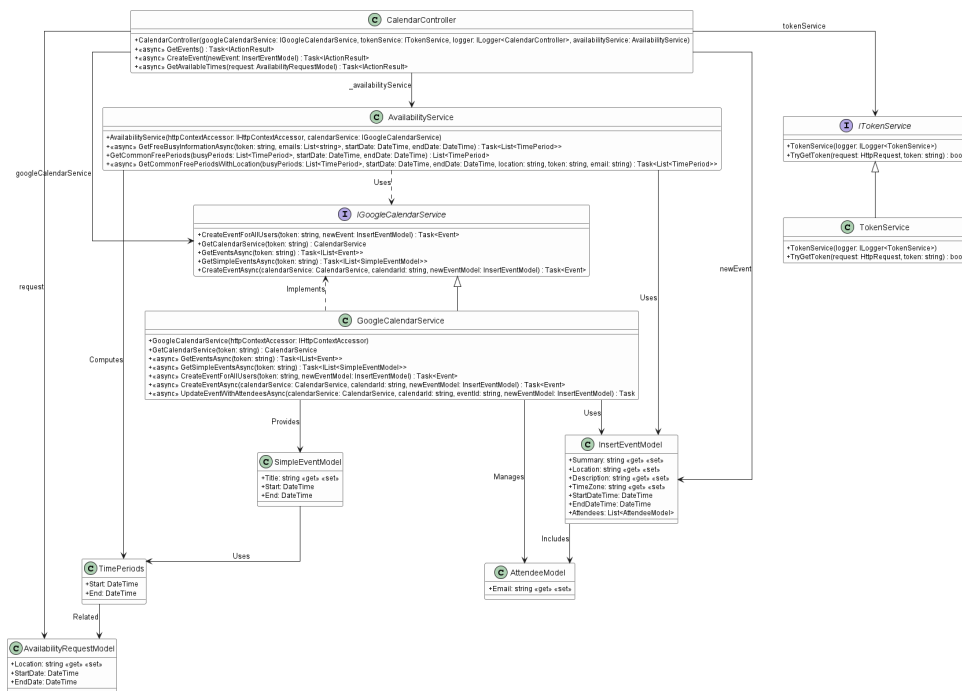 C CalendarController
+CalendarController(googleCalendarService: IGoogleCalendarService, tokenService: ITokenService, logger: ILogger<CalendarController>, availabilityService: AvailabilityService)
+«async» GetEvents() : Task<IActionResult>
+«async» CreateEvent(newEvent: InsertEventModel) : Task<IActionResult>
+«async» GetAvailableTimes(request: AvailabilityRequestModel) : Task<IActionResult>
tokenService
_availabilityService
C AvailabilityService
+AvailabilityService(httpContextAccessor: IHttpContextAccessor, calendarService: IGoogleCalendarService)
+«async» GetFreeBusyInformationAsync(token: string, emails: List<string>, startDate: DateTime, endDate: DateTime) : Task<List<TimePeriod>>
+GetCommonFreePeriods(busyPeriods: List<TimePeriod>, startDate: DateTime, endDate: DateTime) : List<TimePeriod>
+«async» GetCommonFreePeriodsWithLocation(busyPeriods: List<TimePeriod>, startDate: DateTime, endDate: DateTime, location: string, token: string, email: string) : Task<List<TimePeriod>>
I ITokenService
+TokenService(logger: ILogger<TokenService>)
+TryGetToken(request: HttpRequest, token: string) : boo
googleCalendarService
Uses
I IGoogleCalendarService
+CreateEventForAllUsers(token: string, newEvent: InsertEventModel) : Task<Event>
+GetCalendarService(token: string) : CalendarService
+GetEventsAsync(token: string) : Task<IList<Event>>
+GetSimpleEventsAsync(token: string) : Task<IList<SimpleEventModel>>
+CreateEventAsync(calendarService: CalendarService, calendarId: string, newEventModel: InsertEventModel) : Task<Event>
C TokenService
+TokenService(logger: ILogger<TokenService>)
+TryGetToken(request: HttpRequest, token: string) : boo
newEvent
request
Implements
Uses
C GoogleCalendarService
+GoogleCalendarService(httpContextAccessor: IHttpContextAccessor)
+GetCalendarService(token: string) : CalendarService
+«async» GetEventsAsync(token: string) : Task<IList<Event>>
+«async» GetSimpleEventsAsync(token: string) : Task<IList<SimpleEventModel>>
+«async» CreateEventForAllUsers(token: string, newEventModel: InsertEventModel) : Task<Event>
+«async» CreateEventAsync(calendarService: CalendarService, calendarId: string, newEventModel: InsertEventModel) : Task<Event>
+«async» UpdateEventWithAttendeesAsync(calendarService: CalendarService, calendarId: string, eventId: string, newEventModel: InsertEventModel) : Task
Computes
Provides
Uses
C SimpleEventModel
+Title: string «get» «set»
+Start: DateTime
+End: DateTime
C InsertEventModel
+Summary: string «get» «set»
+Location: string «get» «set»
+Description: string «get» «set»
+TimeZone: string «get» «set»
+StartDateTime: DateTime
+EndDateTime: DateTime
+Attendees: List<AttendeeModel>
Manages
Includes
Uses
C TimePeriods
+Start: DateTime
+End: DateTime
C AttendeeModel
+Email: string «get» «set»
Related
C AvailabilityRequestModel
+Location: string «get» «set»
+StartDate: DateTime
+EndDate: DateTime